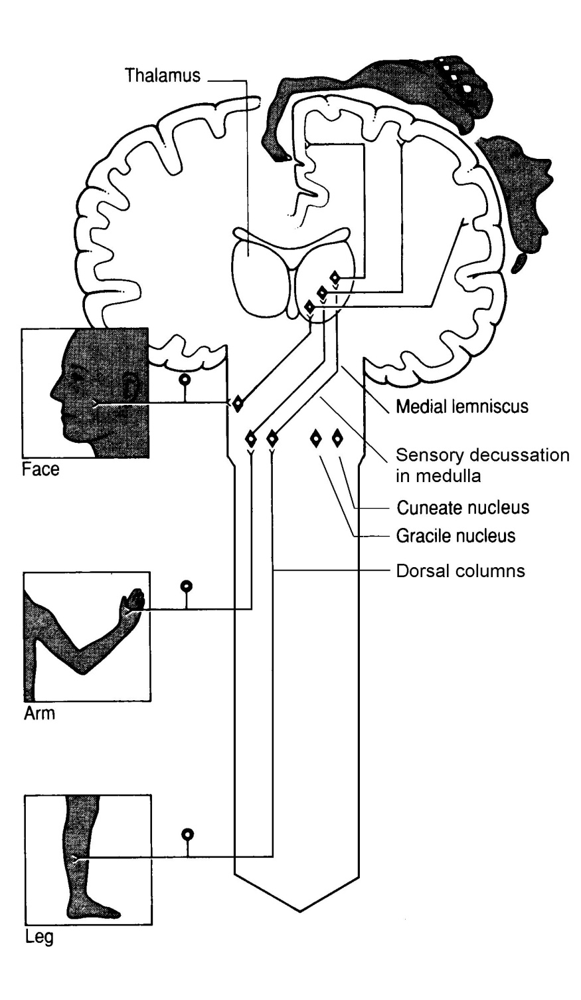 Thalamus
Medial lemniscus
Face
Sensory decussation
in medulla
Cuneate nucleus
Gracile nucleus
Dorsal columns
Arm
Leg